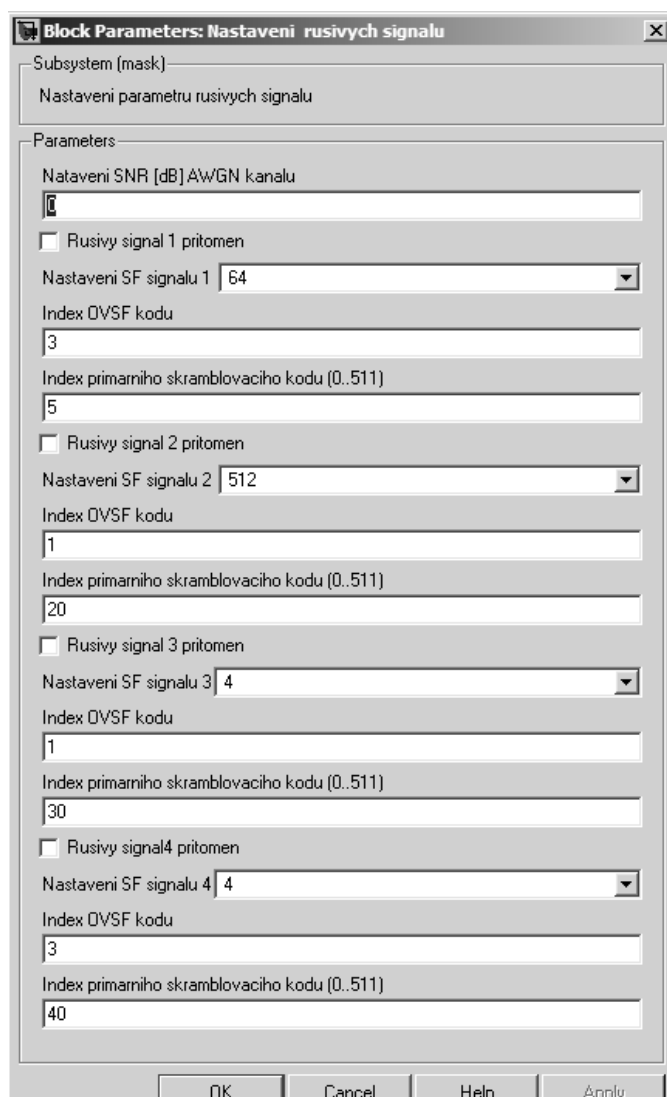 Block Parameters: Nastaveni rusivych signalu
Subsystem (mask)
Nastaveni parametru rusivych signalu
Parameters
Nataveni SNR [dB] AWGN kanalu
0
Rusivy signal 1 pritomen
Nastaveni SF signalu 1 64
Index OVSF kodu
3
Index primarniho skramblovaciho kodu (0..511)
5
Rusivy signal 2 pritomen
Nastaveni SF signalu 2 512
Index OVSF kodu
1
Index primarniho skramblovaciho kodu (0..511)
20
Rusivy signal 3 pritomen
Nastaveni SF signalu 3 4
Index OVSF kodu
1
Index primarniho skramblovaciho kodu (0..511)
30
Rusivy signal4 pritomen
Nastaveni SF signalu 4 4
Index OVSF kodu
3
Index primarniho skramblovaciho kodu (0..511)
40
OK Cancel Help Apply